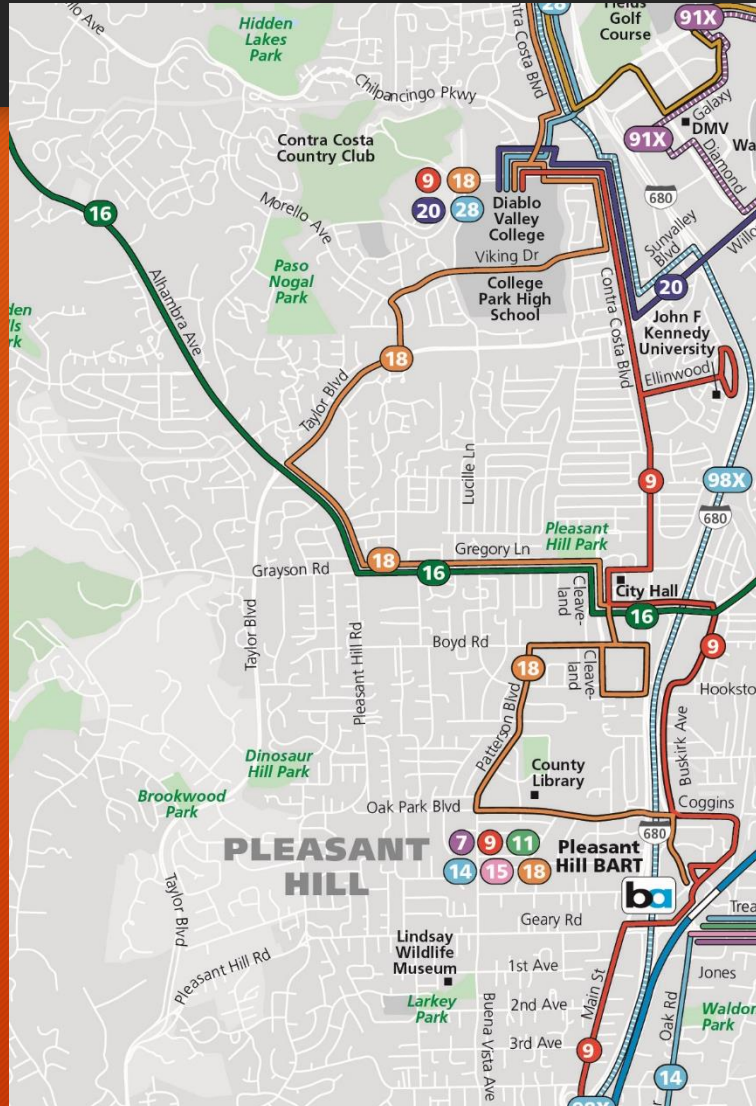 Hidden
Lakes
Park
28
Golf
Course
91X
Contra Costa Blvd
Chilpancingo Pkwy
Galaxy
DMV
91X
Diamond
Contra Costa
Country Club
9 18
20 28
Diablo
Valley
College
680
16
Morello Ave
Sunvalley
Blvd
Viking Dr
Paso
Nogal
Park
College
Park High
School
20
Alhambra Ave
Contra Costa Blvd
John F
Kennedy
University
18
Ellinwood
Taylor Blvd
Lucille Ln
9
98X
680
Pleasant
Hill Park
18
Gregory Ln
Grayson Rd
16
City Hall
Cleave-
land
16
Taylor Blvd
Pleasant Hill Rd
Boyd Rd
9
18
Cleave-
land
Patterson Blvd
Buskirk Ave
Dinosaur
Hill Park
County
Library
Brookwood
Park
Oak Park Blvd
Coggins
PLEASANT
HILL
7 9 11
14 15 18
Pleasant
Hill BART
680
ba
Taylor Blvd
Geary Rd
Lindsay
Wildlife
Museum
Pleasant Hill Rd
1st Ave
Main St
Jones
Larkey
Park
Buena Vista Ave
2nd Ave
Oak Rd
Park
3rd Ave
9
14
98X